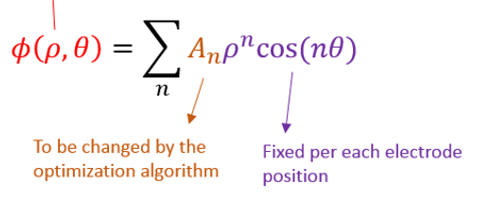 ϕ(ρ, θ) = ∑ₙ Aₙρⁿcos(nθ)
To be changed by the
optimization algorithm
Fixed per each electrode
position